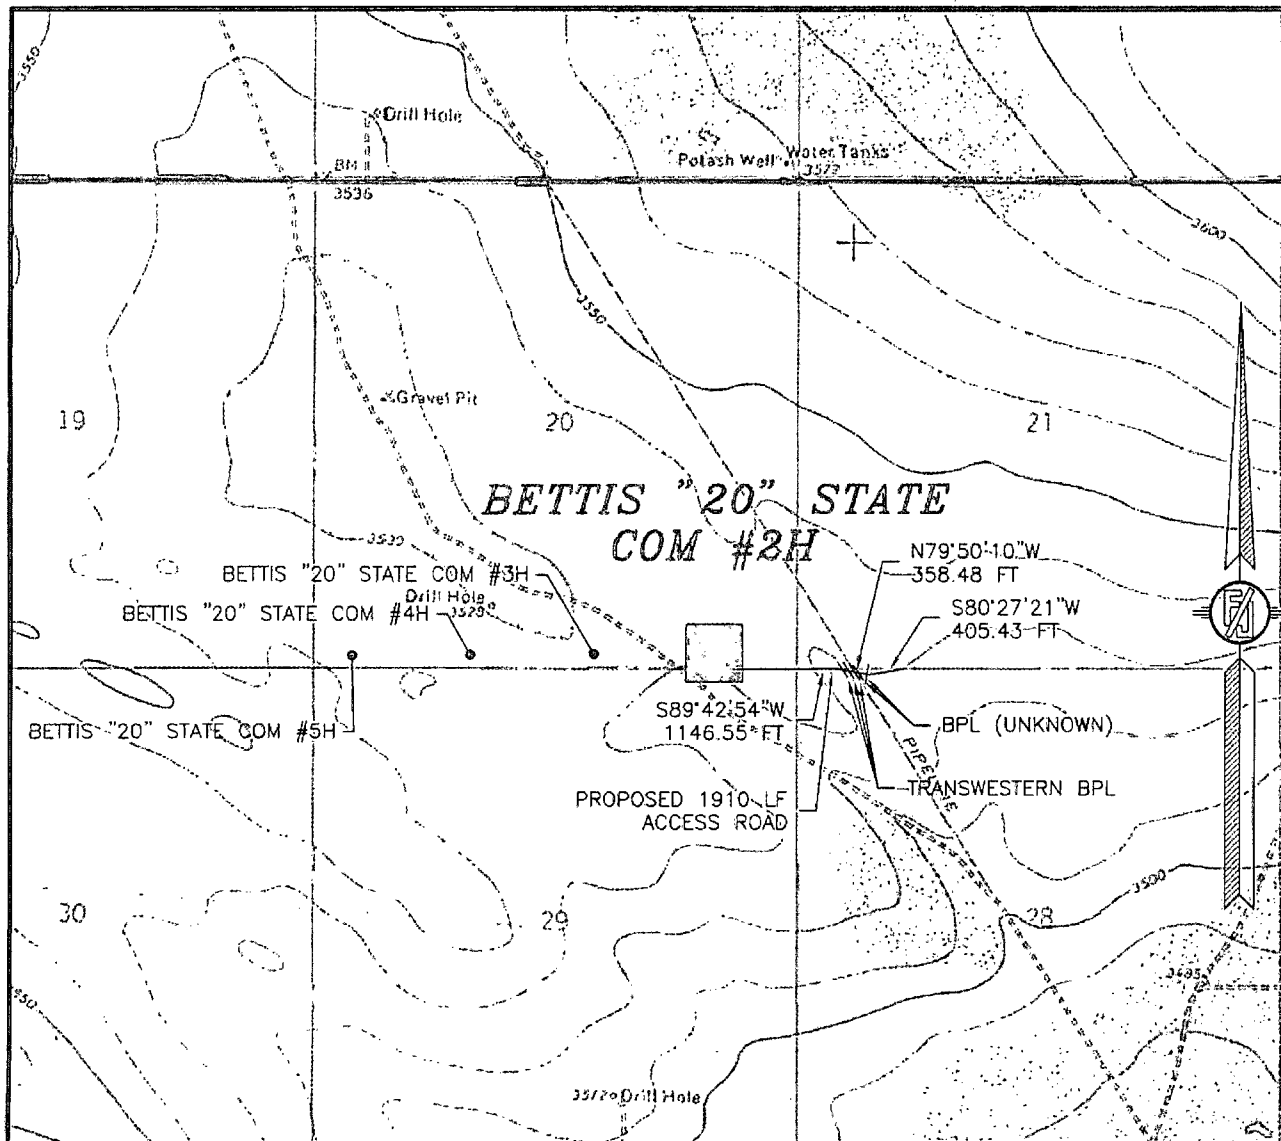 3550
Drill Hole
BM
3536
Potash Well
Water Tanks
3573
3600
3550
Gravel Pit
19
20
21
BETTIS "20" STATE
COM #2H
3530
BETTIS "20" STATE COM #3H
Drill Hole
BETTIS "20" STATE COM #4H
N79°50'10"W
358.48 FT
S80°27'21"W
405.43 FT
BETTIS "20" STATE COM #5H
S89°42'54"W
1146.55 FT
BPL (UNKNOWN)
PIPELINE
TRANSWESTERN BPL
PROPOSED 1910 LF
ACCESS ROAD
30
29
28
3500
Drill Hole